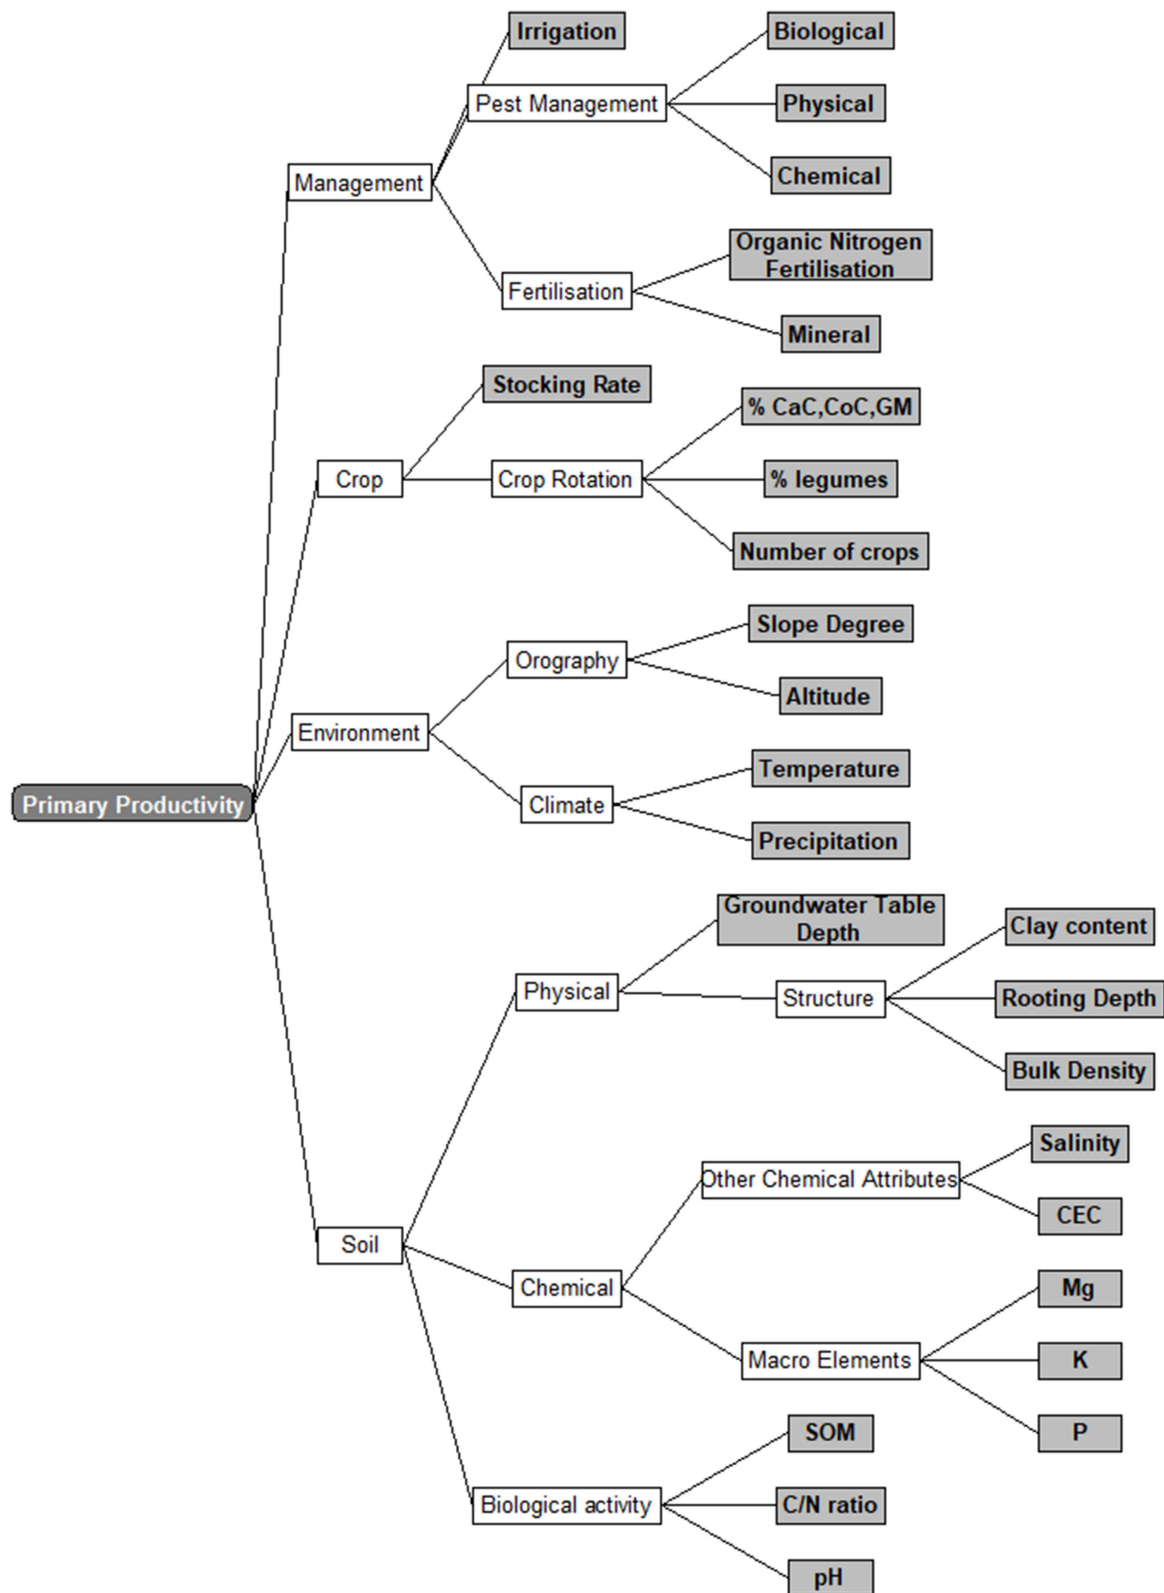 Irrigation
Biological
Pest Management
Physical
Management
Chemical
Organic Nitrogen
Fertilisation
Fertilisation
Mineral
Stocking Rate
% CaC,CoC,GM
Crop
Crop Rotation
% legumes
Number of crops
Slope Degree
Orography
Altitude
Environment
Temperature
Primary Productivity
Climate
Precipitation
Groundwater Table
Depth
Clay content
Physical
Structure
Rooting Depth
Bulk Density
Salinity
Other Chemical Attributes
CEC
Soil
Chemical
Mg
Macro Elements
K
P
SOM
Biological activity
C/N ratio
pH